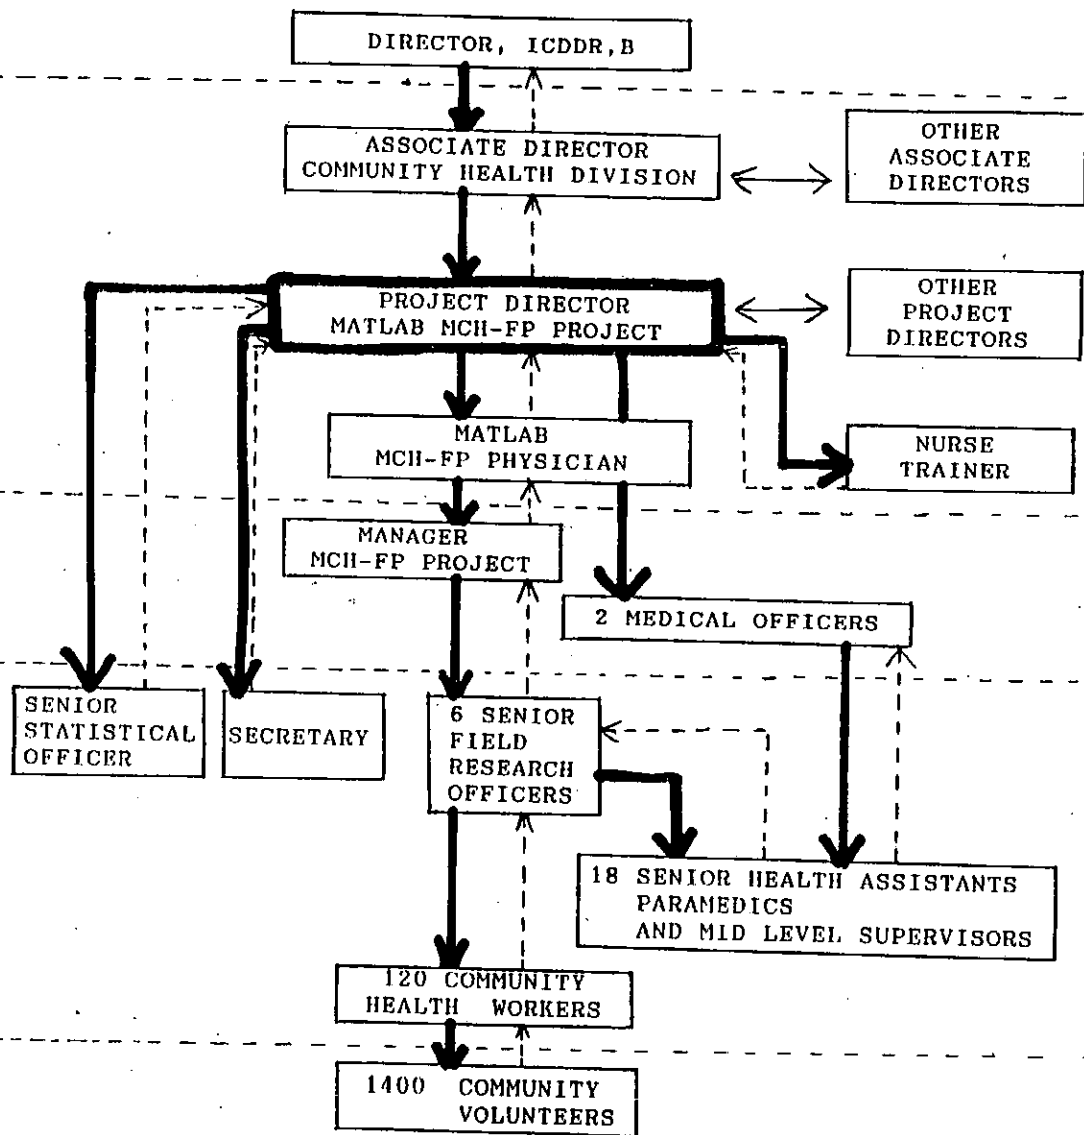 DIRECTOR, ICDDR,B
ASSOCIATE DIRECTOR
COMMUNITY HEALTH DIVISION
OTHER
ASSOCIATE
DIRECTORS
PROJECT DIRECTOR
MATLAB MCH-FP PROJECT
OTHER
PROJECT
DIRECTORS
MATLAB
MCH-FP PHYSICIAN
NURSE
TRAINER
MANAGER
MCH-FP PROJECT
2 MEDICAL OFFICERS
SENIOR
STATISTICAL
OFFICER
SECRETARY
6 SENIOR
FIELD
RESEARCH
OFFICERS
18 SENIOR HEALTH ASSISTANTS
PARAMEDICS
AND MID LEVEL SUPERVISORS
120 COMMUNITY
HEALTH WORKERS
1400 COMMUNITY
VOLUNTEERS